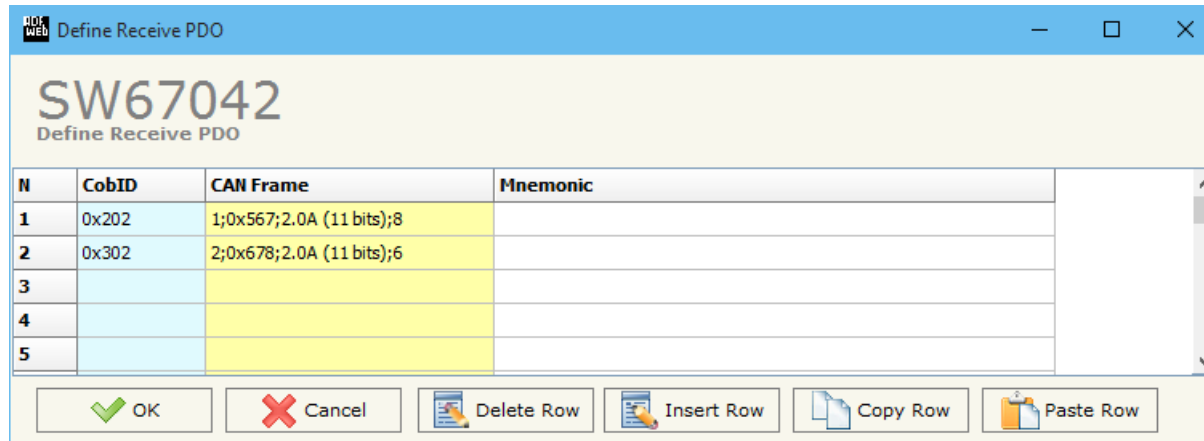 ADF
WEB Define Receive PDO
SW67042
Define Receive PDO
N CobID CAN Frame Mnemonic
1 0x202 1;0x567;2.0A (11 bits);8
2 0x302 2;0x678;2.0A (11 bits);6
3
4
5
OK Cancel Delete Row Insert Row Copy Row Paste Row